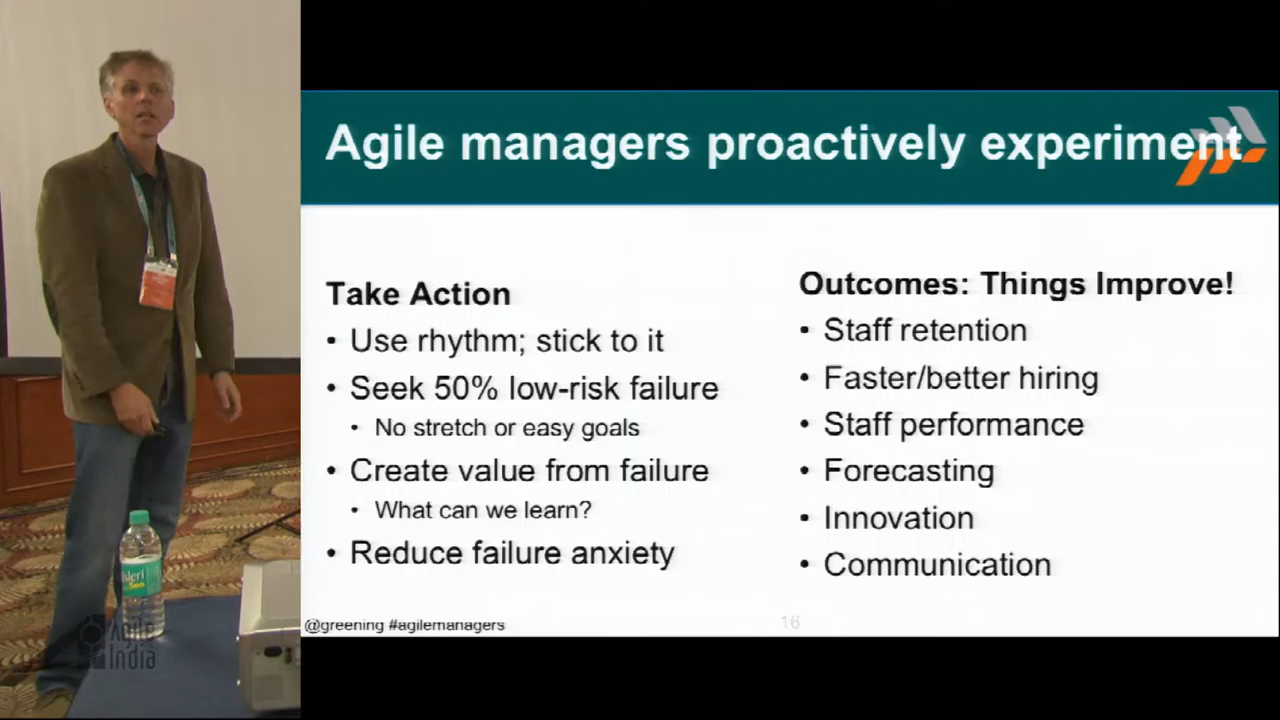 Agile managers proactively experiment
Take Action
• Use rhythm; stick to it
• Seek 50% low-risk failure
• No stretch or easy goals
• Create value from failure
• What can we learn?
• Reduce failure anxiety
Outcomes: Things Improve!
• Staff retention
• Faster/better hiring
• Staff performance
• Forecasting
• Innovation
• Communication
@greening #agilemanagers
16
Agile
India